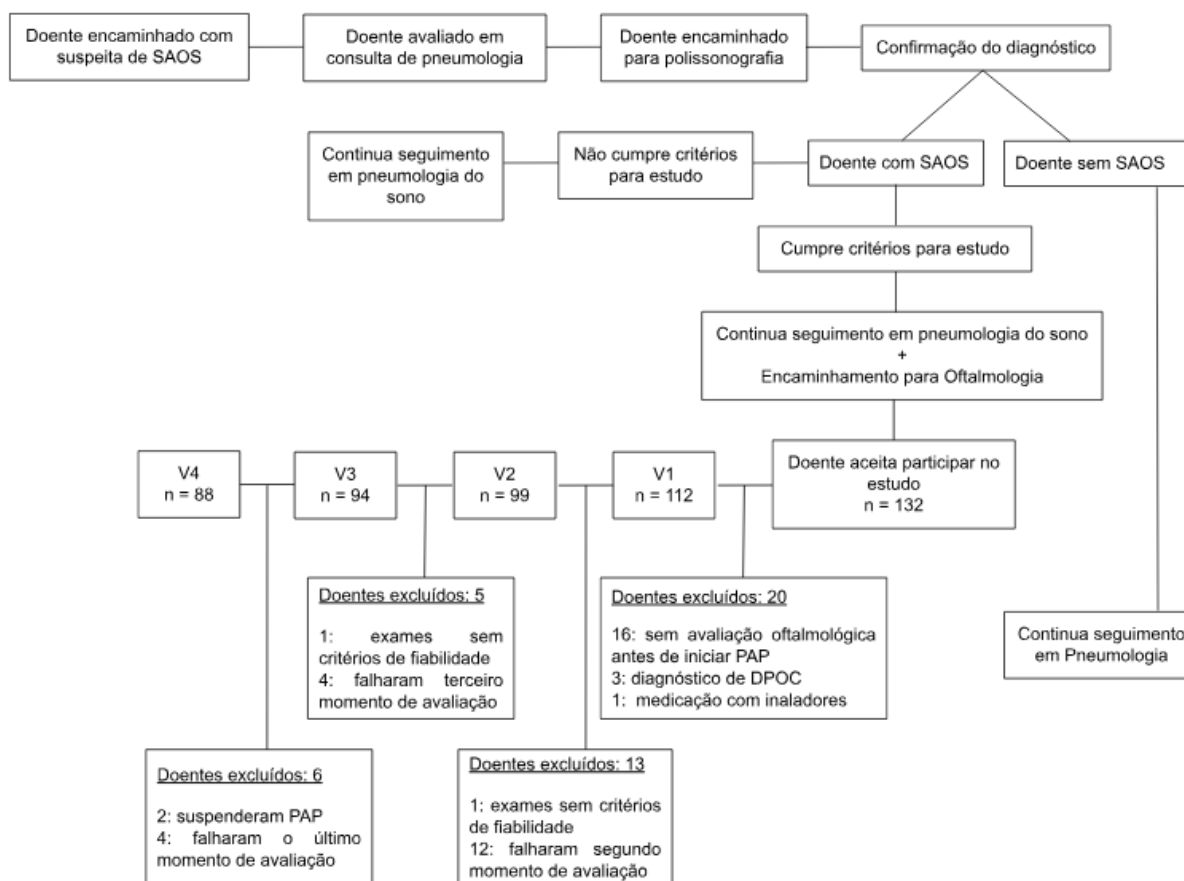 Doente encaminhado com
suspeita de SAOS
Doente avaliado em
consulta de pneumologia
Doente encaminhado
para polissonografia
Confirmação do diagnóstico
Continua seguimento
em pneumologia do
sono
Não cumpre critérios
para estudo
Doente com SAOS
Doente sem SAOS
Cumpre critérios para estudo
Continua seguimento em pneumologia do sono
+
Encaminhamento para Oftalmologia
V4
n = 88
V3
n = 94
V2
n = 99
V1
n = 112
Doente aceita participar no
estudo
n = 132
Doentes excluídos: 5
1: exames sem
critérios de fiabilidade
4: falharam terceiro
momento de avaliação
Doentes excluídos: 20
16: sem avaliação oftalmológica
antes de iniciar PAP
3: diagnóstico de DPOC
1: medicação com inaladores
Continua seguimento
em Pneumologia
Doentes excluídos: 6
2: suspenderam PAP
4: falharam o último
momento de avaliação
Doentes excluídos: 13
1: exames sem critérios
de fiabilidade
12: falharam segundo
momento de avaliação